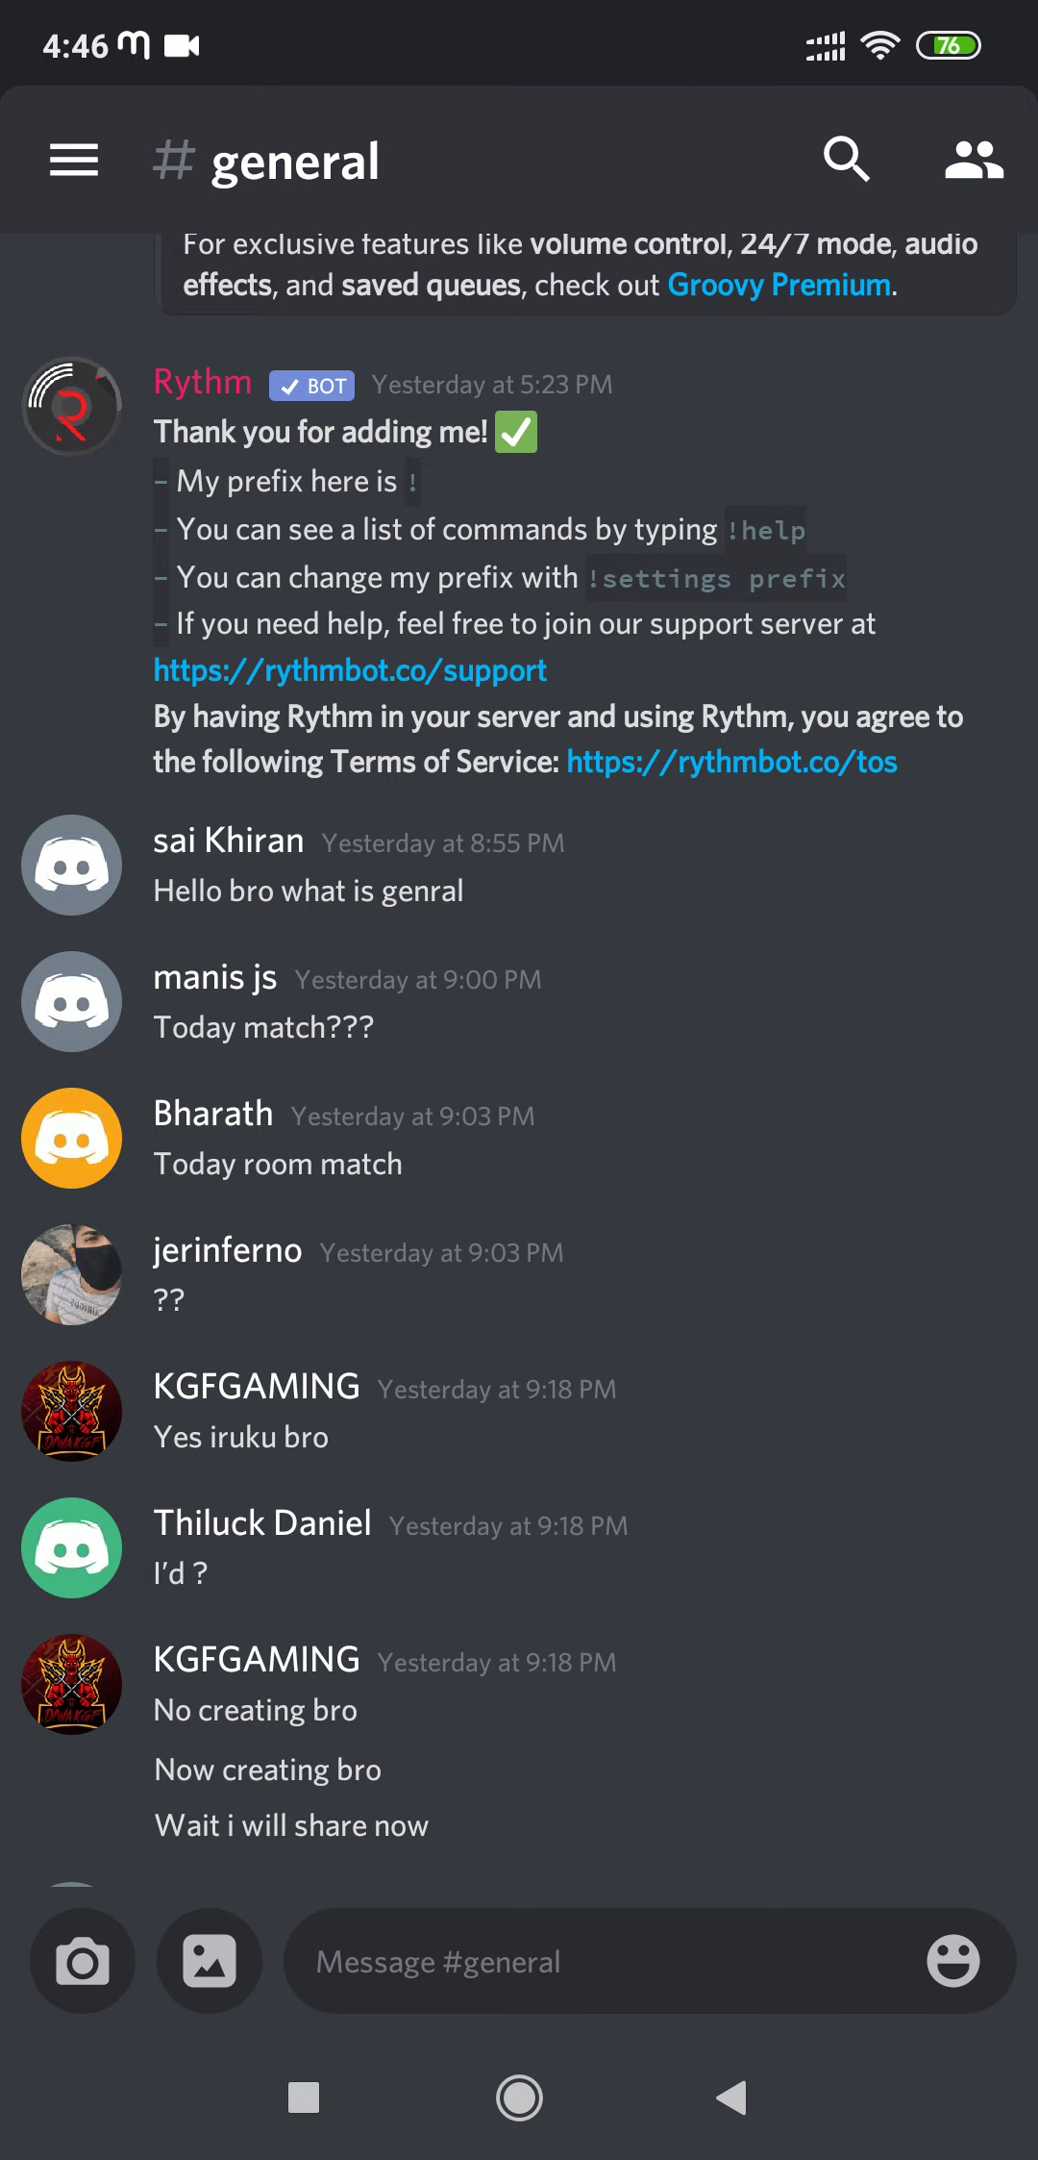 4:46
76
# general
For exclusive features like volume control, 24/7 mode, audio
effects, and saved queues, check out Groovy Premium.
Rythm BOT Yesterday at 5:23 PM
Thank you for adding me! ✅
- My prefix here is !
- You can see a list of commands by typing !help
- You can change my prefix with !settings prefix
- If you need help, feel free to join our support server at
https://rythmbot.co/support
By having Rythm in your server and using Rythm, you agree to
the following Terms of Service: https://rythmbot.co/tos
sai Khiran Yesterday at 8:55 PM
Hello bro what is genral
manis js Yesterday at 9:00 PM
Today match???
Bharath Yesterday at 9:03 PM
Today room match
jerinferno Yesterday at 9:03 PM
??
KGFGAMING Yesterday at 9:18 PM
Yes iruku bro
Thiluck Daniel Yesterday at 9:18 PM
I'd ?
KGFGAMING Yesterday at 9:18 PM
No creating bro
Now creating bro
Wait i will share now
Message #general